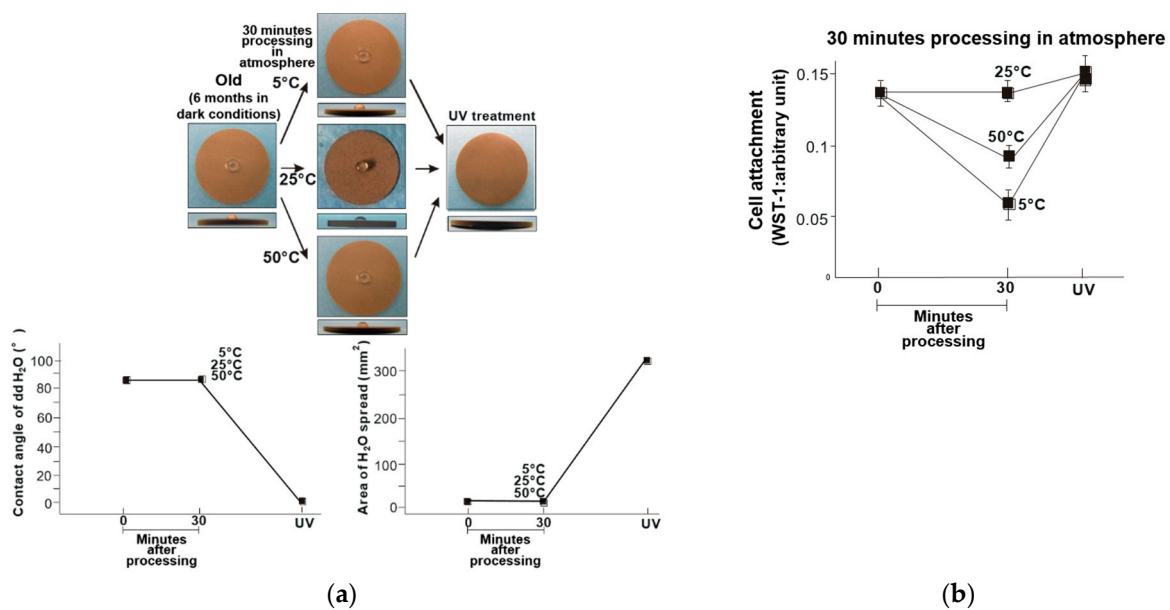 30 minutes
processing
in
atmosphere
5°C
Old
(6 months in
dark conditions)
25°C
50°C
UV treatment
Contact angle of dd H₂O (°)
100
80
60
40
20
0
5°C
25°C
50°C
0
30
UV
Minutes
after
processing
Area of H₂O spread (mm²)
300
200
100
0
5°C
25°C
50°C
0
30
UV
Minutes
after
processing
(a)
30 minutes processing in atmosphere
Cell attachment
(WST-1:arbitrary unit)
0.15
0.1
0.05
0
25°C
50°C
5°C
0
30
UV
Minutes
after
processing
(b)